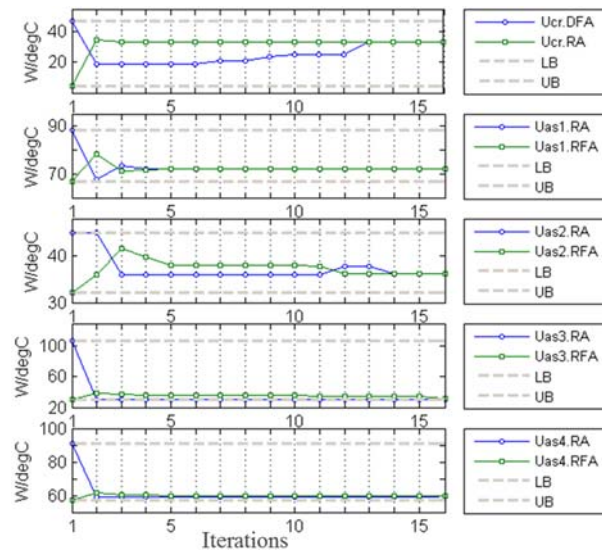 W/degC
40
20
1
5
10
15
Ucr.DFA
Ucr.RA
LB
UB
W/degC
90
70
1
5
10
15
Uas1.RA
Uas1.RFA
LB
UB
W/degC
40
30
1
5
10
15
Uas2.RA
Uas2.RFA
LB
UB
W/degC
100
60
20
1
5
10
15
Uas3.RA
Uas3.RFA
LB
UB
W/degC
100
80
60
1
5
10
15
Uas4.RA
Uas4.RFA
LB
UB
Iterations